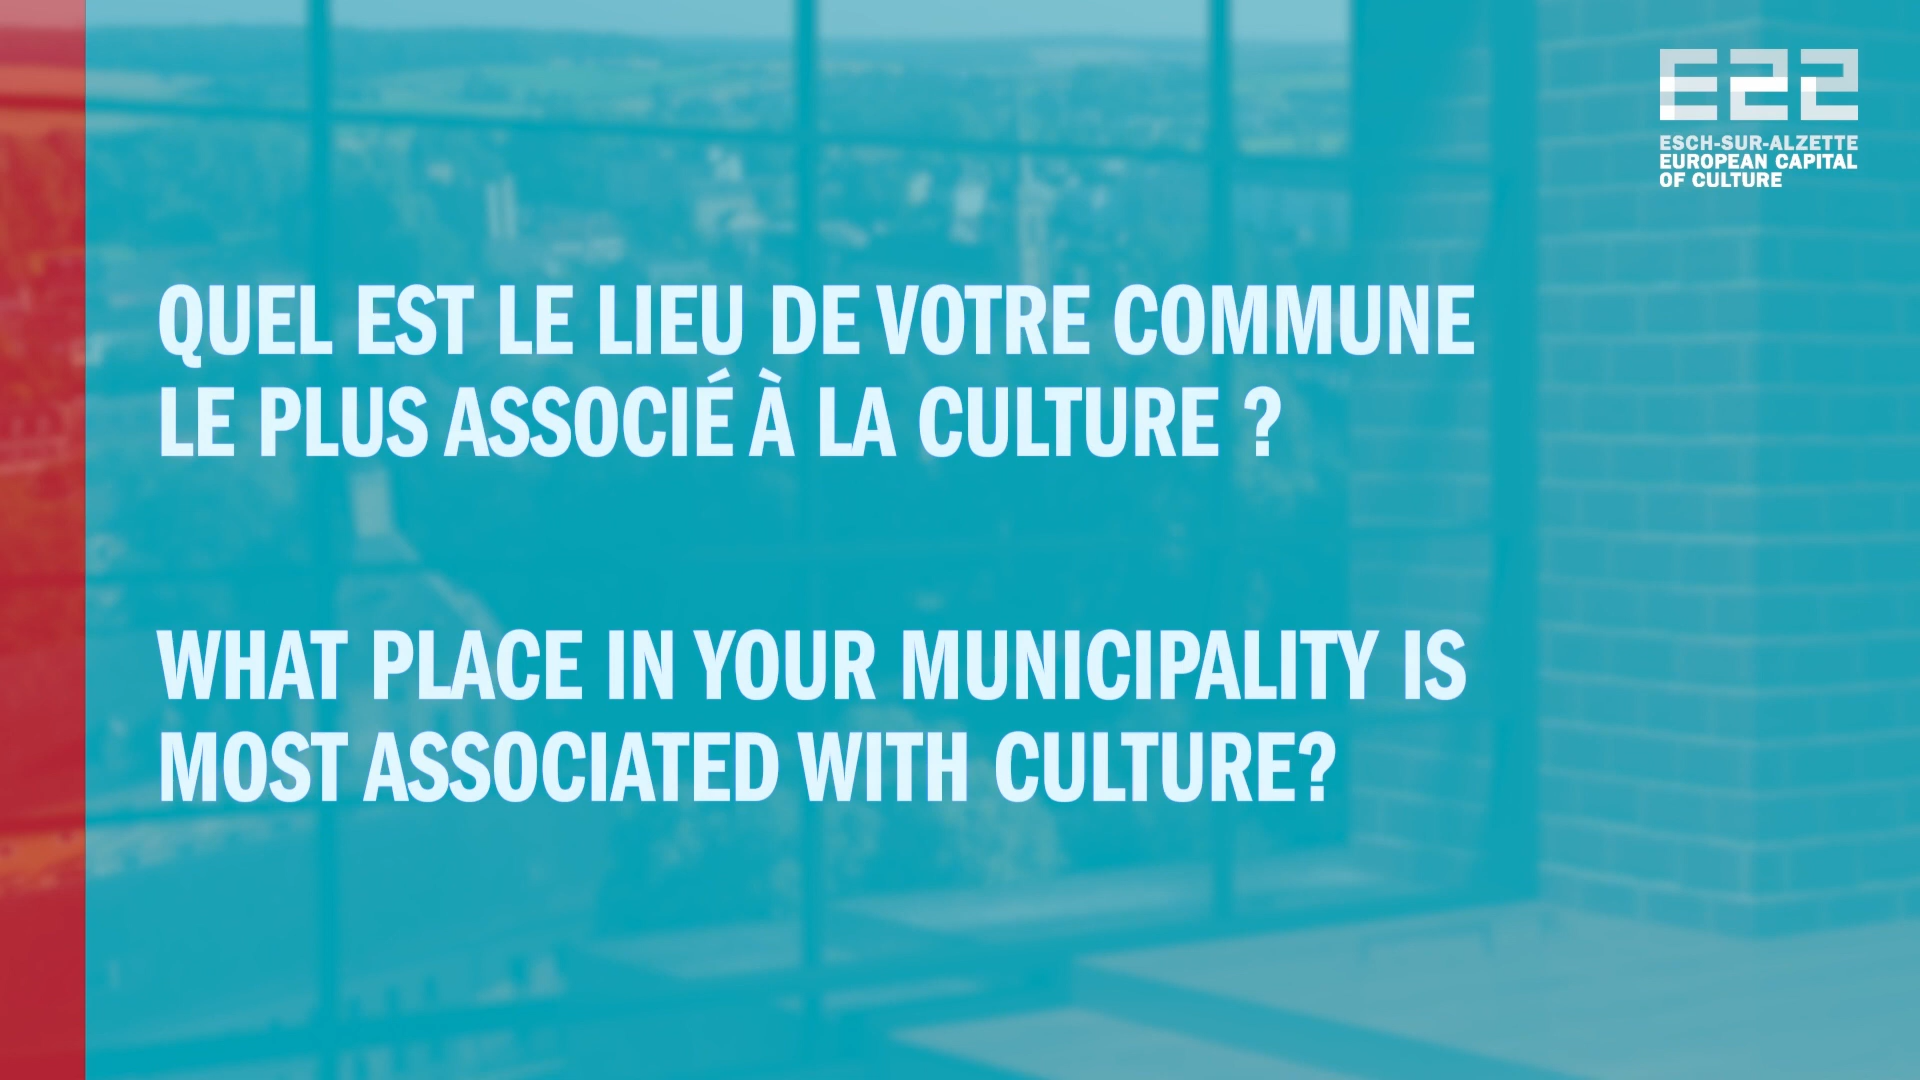 E22
ESCH-SUR-ALZETTE
EUROPEAN CAPITAL
OF CULTURE
QUEL EST LE LIEU DE VOTRE COMMUNE
LE PLUS ASSOCIÉ À LA CULTURE ?
WHAT PLACE IN YOUR MUNICIPALITY IS
MOST ASSOCIATED WITH CULTURE?